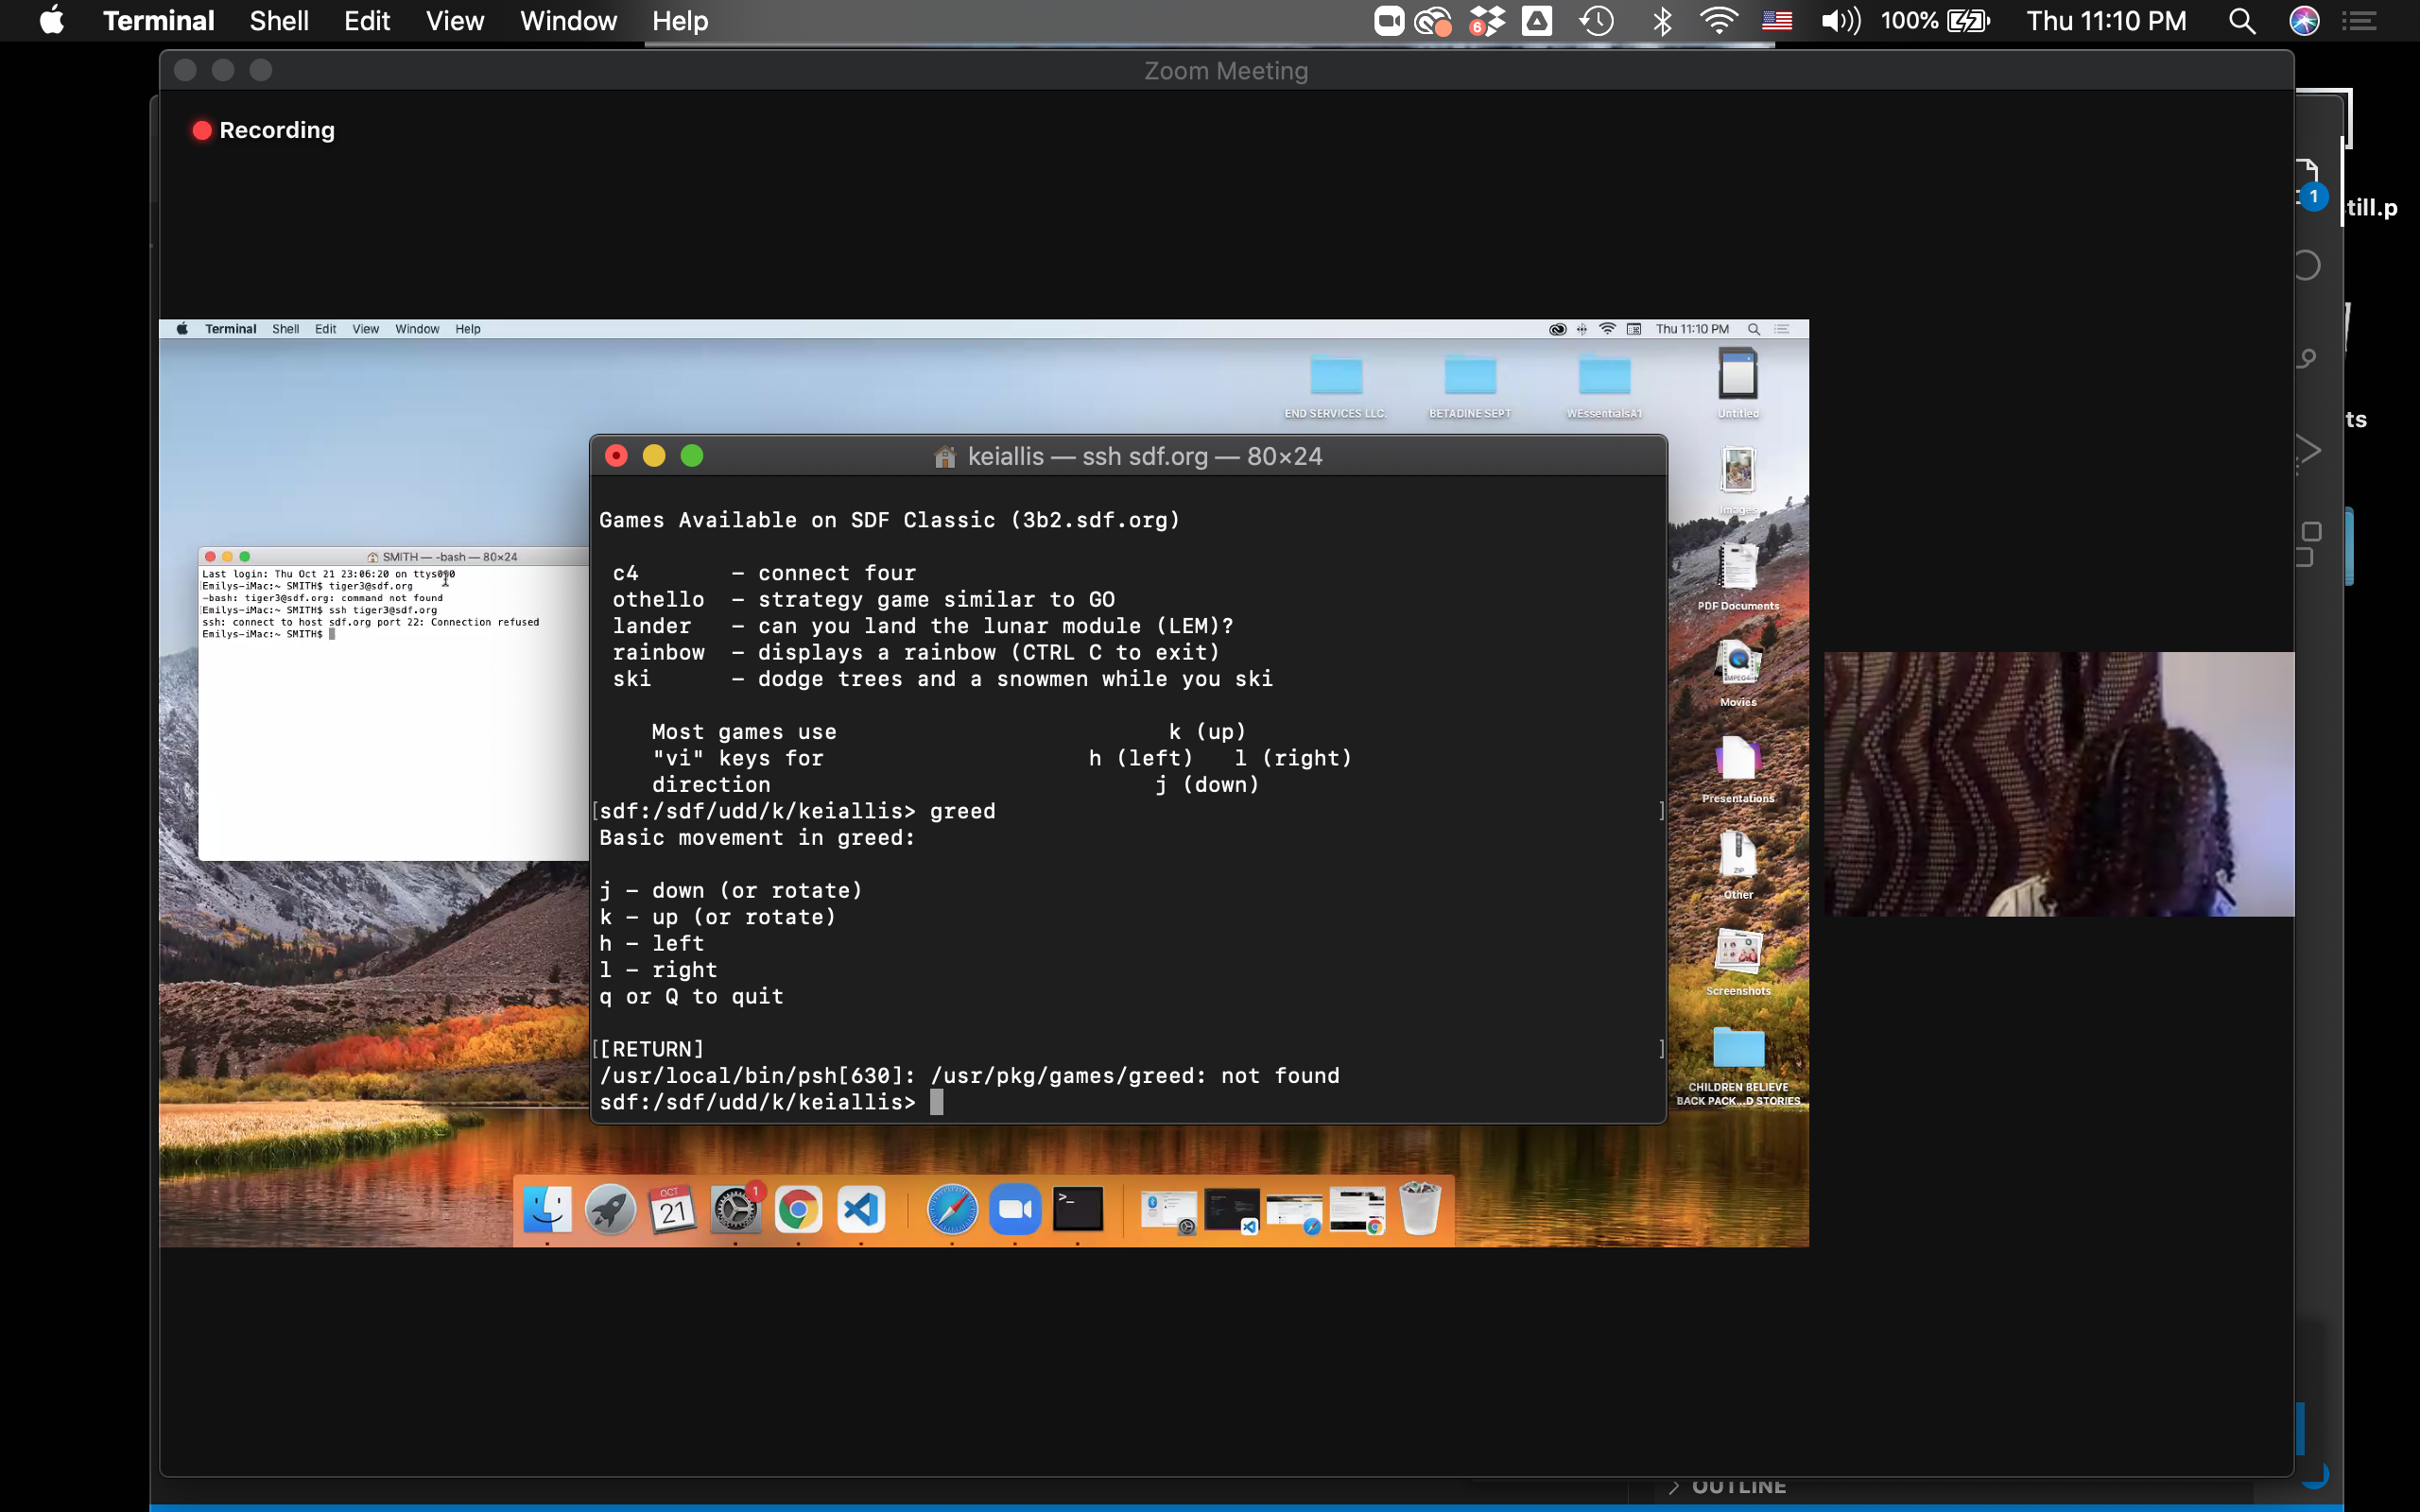 Terminal Shell Edit View Window Help
6
100% Thu 11:10 PM
Zoom Meeting
Recording
1
till.p
ts
Terminal Shell Edit View Window Help
Thu 11:10 PM
END SERVICES LLC.
BETADINE SEPT
WEssentialsA1
Untitled
Images
PDF Documents
Movies
Presentations
Other
Screenshots
CHILDREN BELIEVE
BACK PACK...D STORIES
SMITH — -bash — 80×24
Last login: Thu Oct 21 23:06:20 on ttys000
Emilys-iMac:~ SMITH$ tiger3@sdf.org
-bash: tiger3@sdf.org: command not found
Emilys-iMac:~ SMITH$ ssh tiger3@sdf.org
ssh: connect to host sdf.org port 22: Connection refused
Emilys-iMac:~ SMITH$
keiallis — ssh sdf.org — 80×24
Games Available on SDF Classic (3b2.sdf.org)
c4 – connect four
othello – strategy game similar to GO
lander – can you land the lunar module (LEM)?
rainbow – displays a rainbow (CTRL C to exit)
ski – dodge trees and a snowmen while you ski
Most games use k (up)
"vi" keys for h (left) l (right)
direction j (down)
[sdf:/sdf/udd/k/keiallis> greed ]
Basic movement in greed:
j – down (or rotate)
k – up (or rotate)
h – left
l – right
q or Q to quit
[[RETURN] ]
/usr/local/bin/psh[630]: /usr/pkg/games/greed: not found
sdf:/sdf/udd/k/keiallis>
OCT
21
1
MPEG4
ZIP
OUTLINE